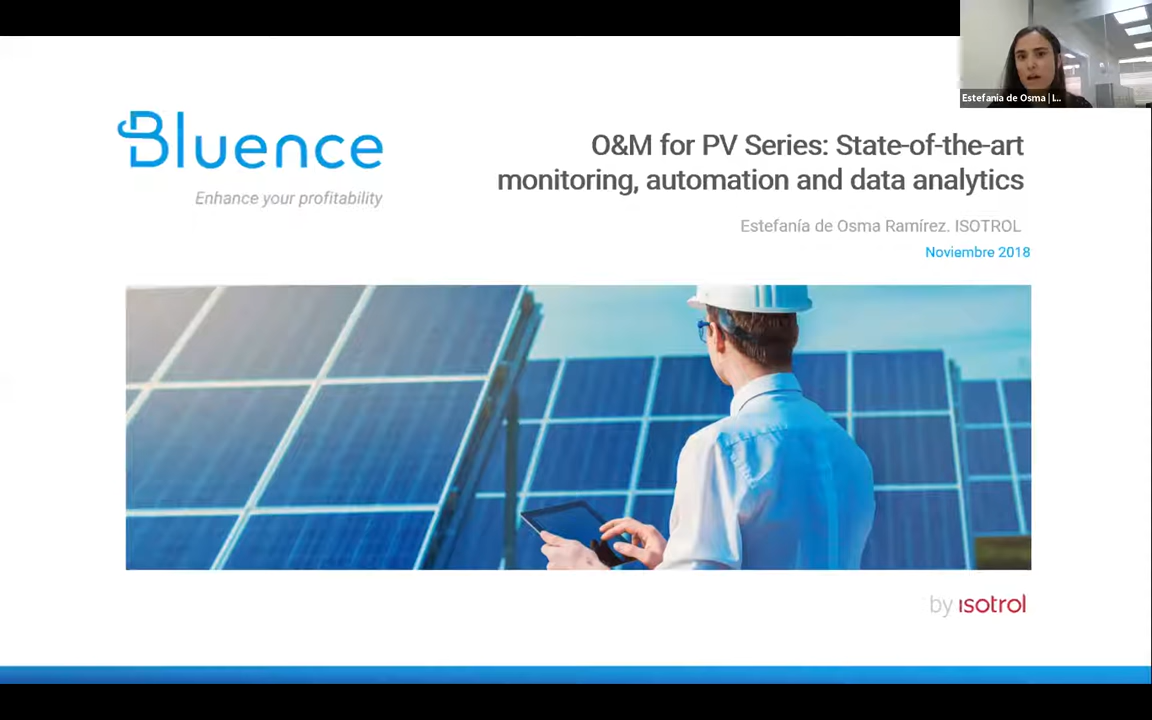 Estefania de Osma | I...
Bluence
Enhance your profitability
O&M for PV Series: State-of-the-art
monitoring, automation and data analytics
Estefanía de Osma Ramírez. ISOTROL
Noviembre 2018
by isotrol